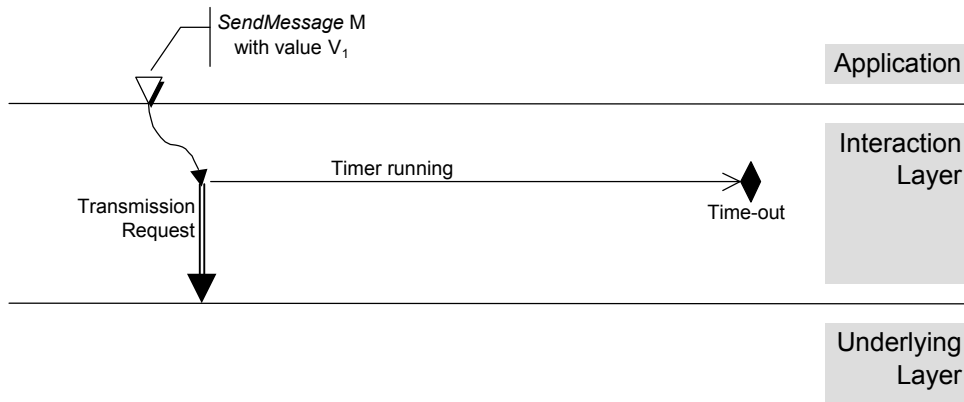 SendMessage M
with value V₁
Application
Interaction
Layer
Timer running
Transmission
Request
Time-out
Underlying
Layer